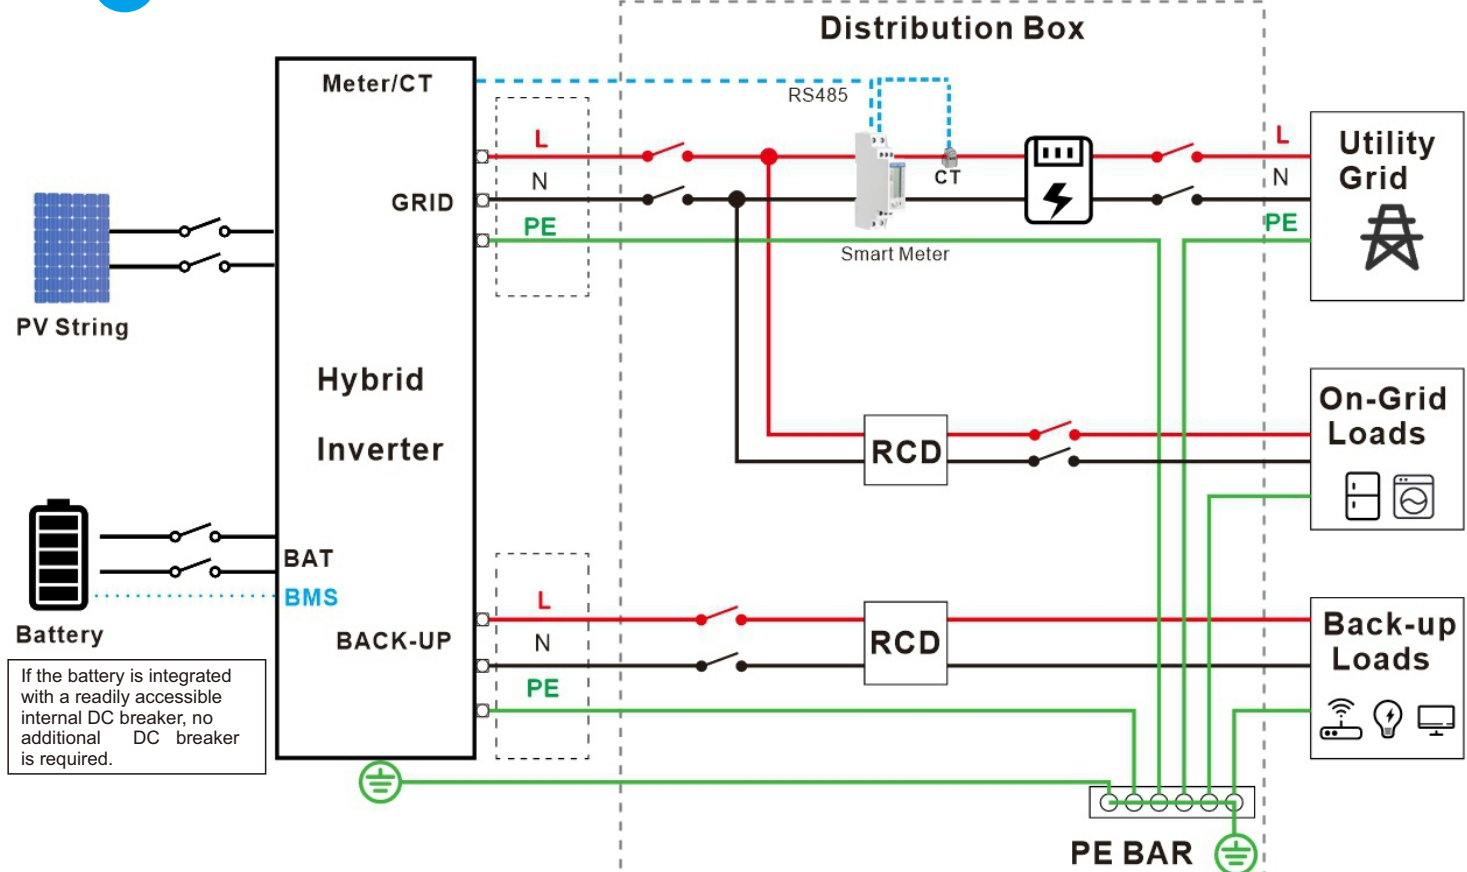 Distribution Box
Meter/CT
RS485
L
N
PE
GRID
CT
Smart Meter
L
N
PE
Utility
Grid
PV String
Hybrid
Inverter
On-Grid
Loads
RCD
BAT
BMS
Battery
BACK-UP
L
N
PE
RCD
Back-up
Loads
If the battery is integrated
with a readily accessible
internal DC breaker, no
additional DC breaker
is required.
PE BAR